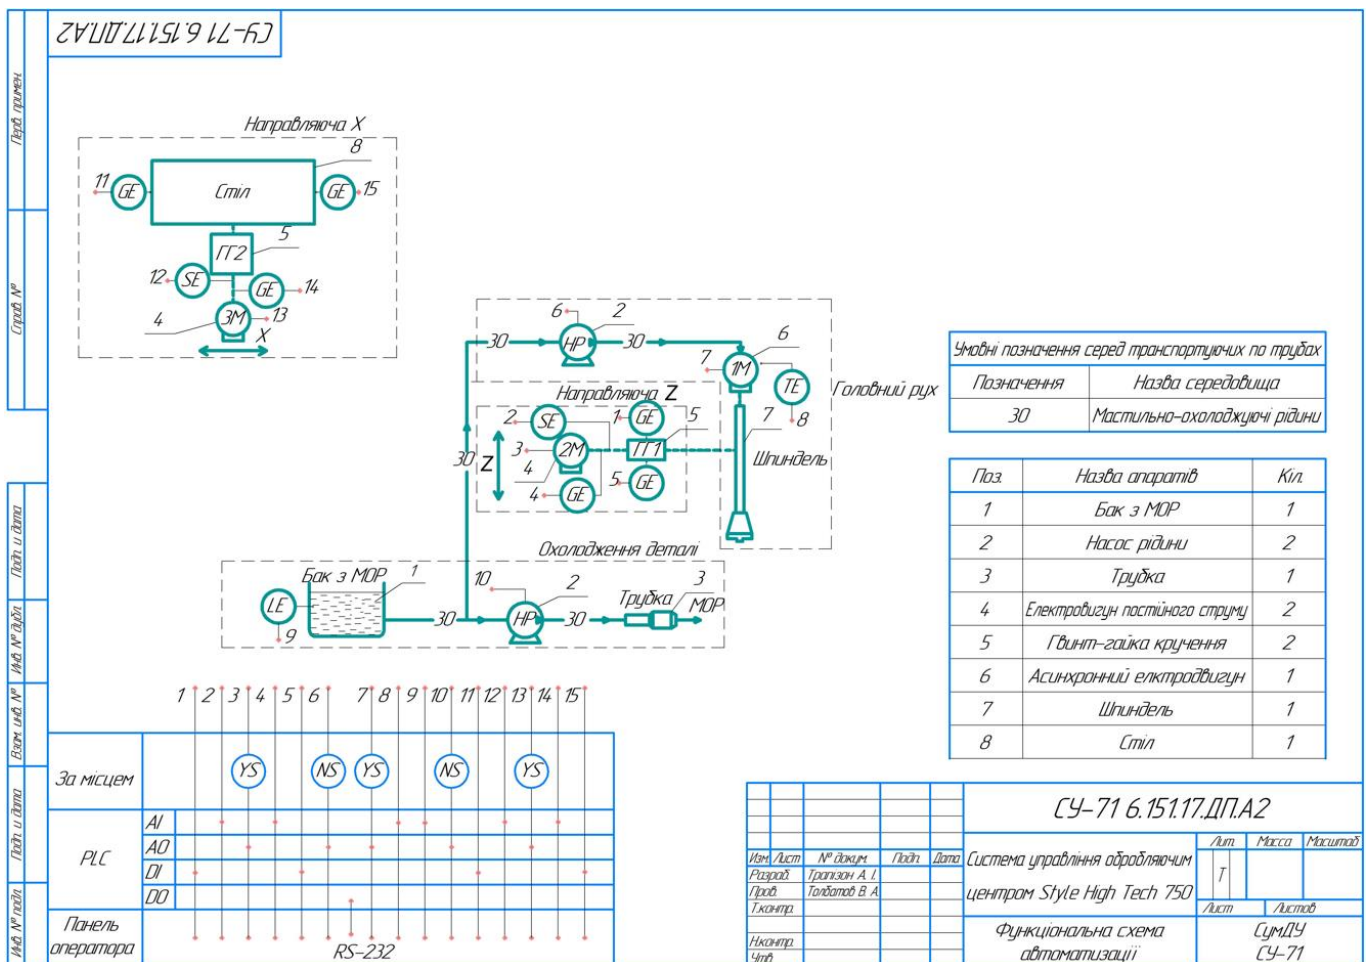 СУ-71 6.151.17.ДП.А2
Перв. примен.
Справ. №
Подп. и дата
Инв. № дубл.
Взам. инв. №
Подп. и дата
Инв. № подл.
Направляюча X
8
11
GE
Стіл
GE
15
ГГ2
5
12
SE
GE
14
4
3М
13
X
6
2
30
НР
30
6
7
1М
TE
8
Головний рух
Направляюча Z
2
SE
1
GE
5
7
3
2М
ГГ1
4
30
Z
4
GE
5
GE
Шпиндель
Охолодження деталі
Бак з МОР
1
10
2
3
LE
9
30
НР
30
Трубка
МОР
Умовні позначення серед транспортуючих по трубах
Позначення Назва середовища
30 Мастильно-охолоджуючі рідини
Поз. Назва апаратів Кіл.
1 Бак з МОР 1
2 Насос рідини 2
3 Трубка 1
4 Електровигун постійного струму 2
5 Гвинт-гайка кручення 2
6 Асинхронний елктродвигун 1
7 Шпиндель 1
8 Стіл 1
1 2 3 4 5 6 7 8 9 10 11 12 13 14 15
За місцем
YS NS YS NS YS
PLC
AI
AO
DI
DO
Панель
оператора
RS-232
СУ-71 6.151.17.ДП.А2
Изм. Лист № докум. Подп. Дата
Разраб. Трапізон А. І.
Пров. Толбатов В. А.
Т.контр.
Н.контр.
Утв.
Система управління обробляючим
центром Style High Tech 750
Лит. Масса Масштаб
Т
Лист Листов
Функціональна схема
автоматизації
СумДУ
СУ-71